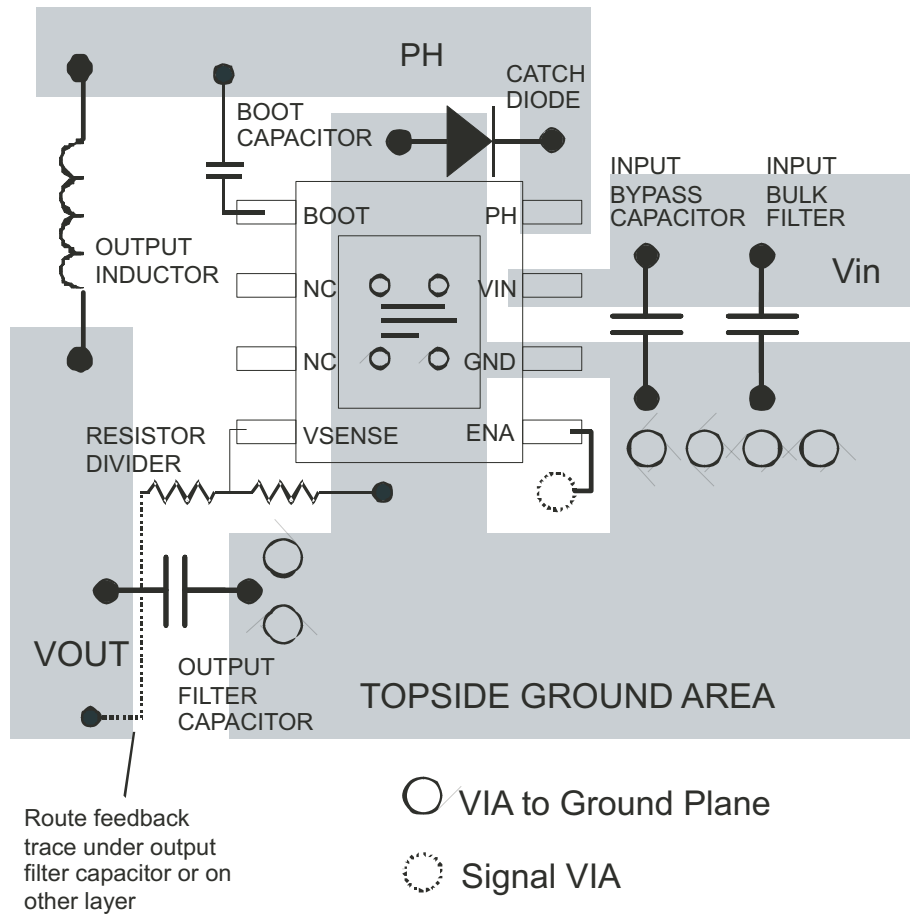 PH
CATCH
DIODE
BOOT
CAPACITOR
INPUT
BYPASS
CAPACITOR
INPUT
BULK
FILTER
Vin
OUTPUT
INDUCTOR
BOOT
PH
NC
VIN
NC
GND
VSENSE
ENA
RESISTOR
DIVIDER
VOUT
OUTPUT
FILTER
CAPACITOR
TOPSIDE GROUND AREA
Route feedback
trace under output
filter capacitor or on
other layer
VIA to Ground Plane
Signal VIA